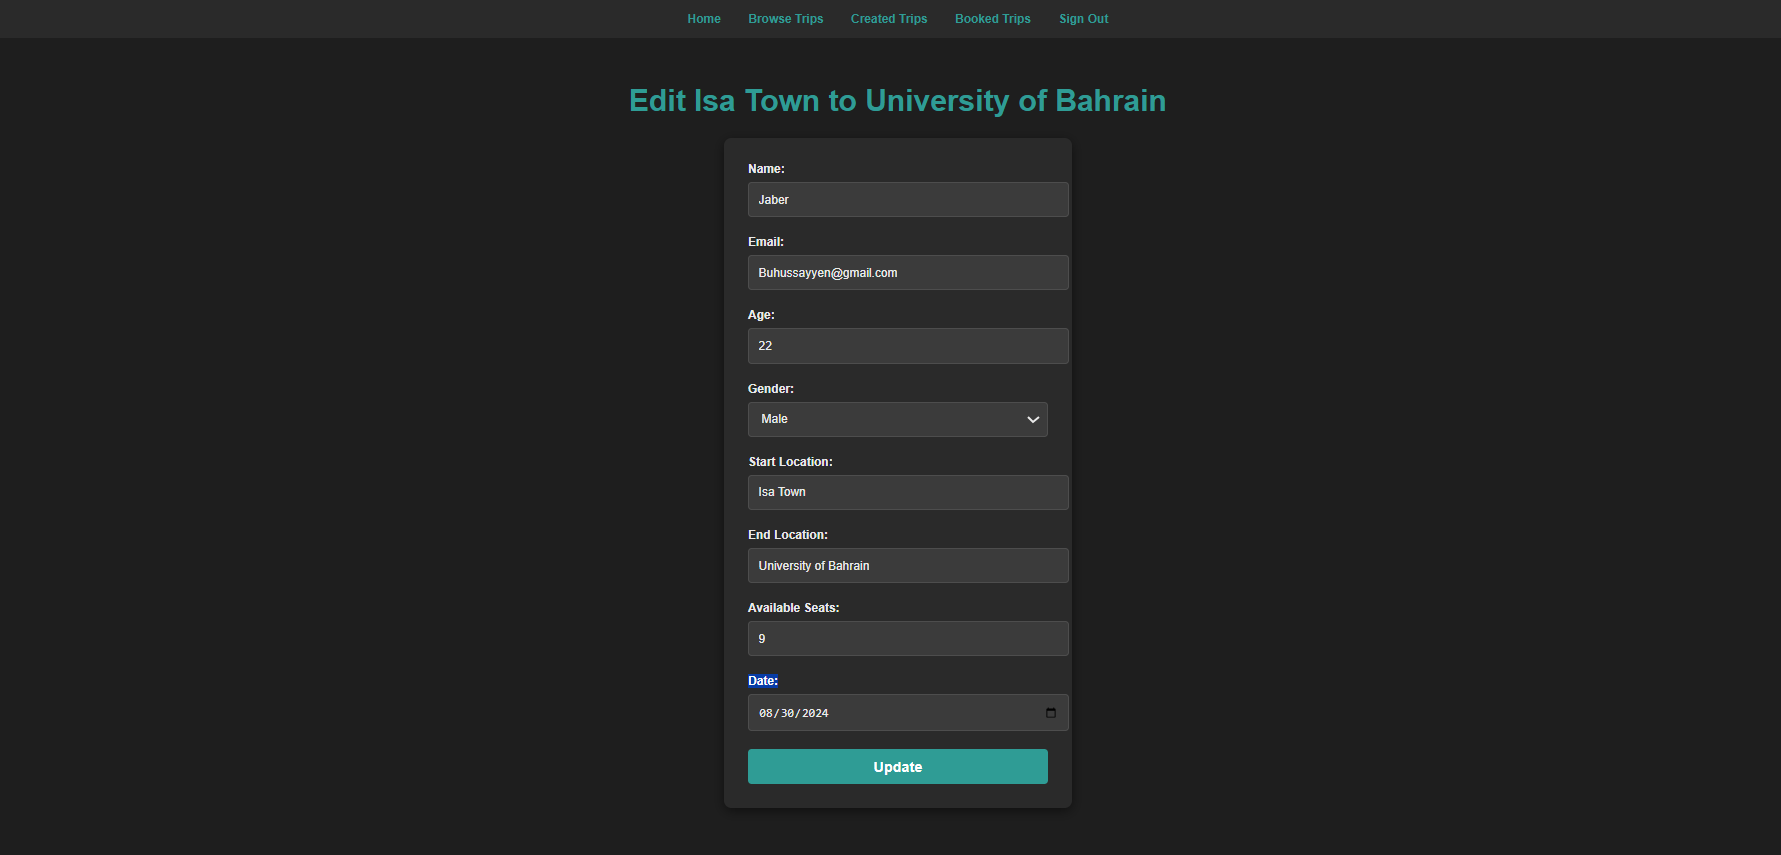 Home Browse Trips Created Trips Booked Trips Sign Out
Edit Isa Town to University of Bahrain
Name:
Jaber
Email:
Buhussayyen@gmail.com
Age:
22
Gender:
Male
Start Location:
Isa Town
End Location:
University of Bahrain
Available Seats:
9
Date:
08/30/2024
Update